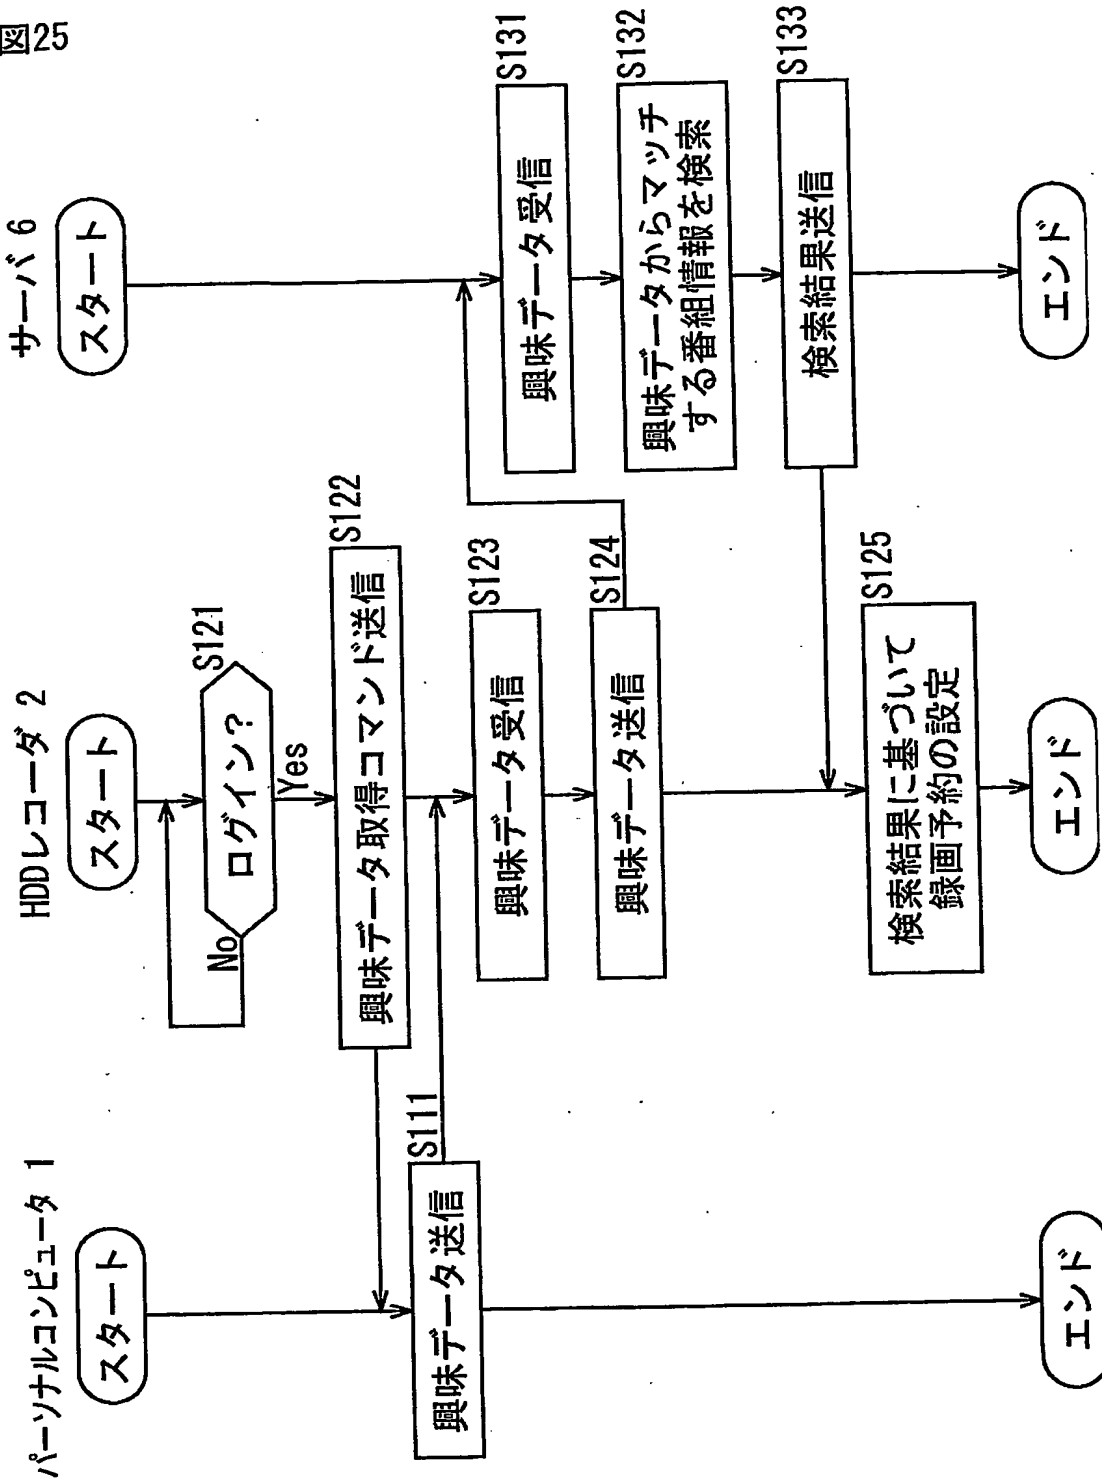 図25
パーソナルコンピュータ 1
スタート
S111
興味データ送信
エンド
HDDレコーダ 2
スタート
S121
ログイン?
No
Yes
S122
興味データ取得コマンド送信
S123
興味データ受信
S124
興味データ送信
S125
検索結果に基づいて
録画予約の設定
エンド
サーバ 6
スタート
S131
興味データ受信
S132
興味データからマッチ
する番組情報を検索
S133
検索結果送信
エンド